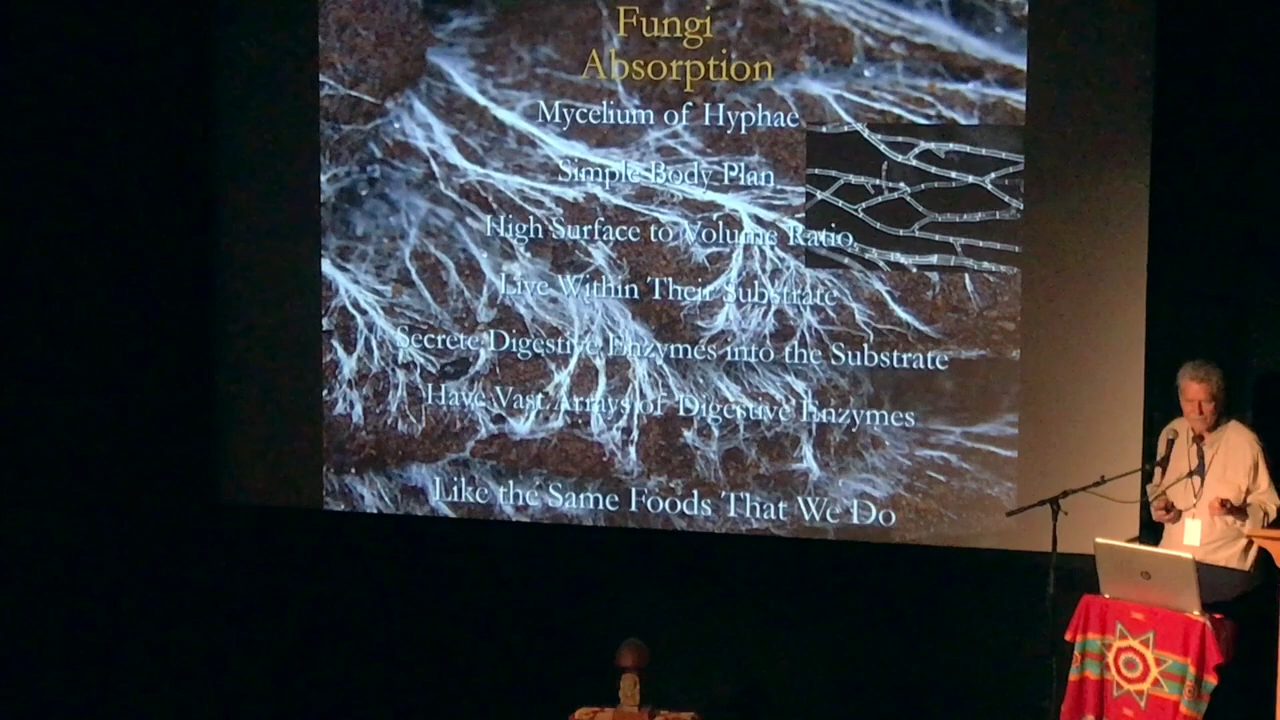 Fungi
Absorption
Mycelium of Hyphae
Simple Body Plan
High Surface to Volume Ratio
Live Within Their Substrate
Secrete Digestive Enzymes into the Substrate
Have Vast Arrays of Digestive Enzymes
Like the Same Foods That We Do
hp